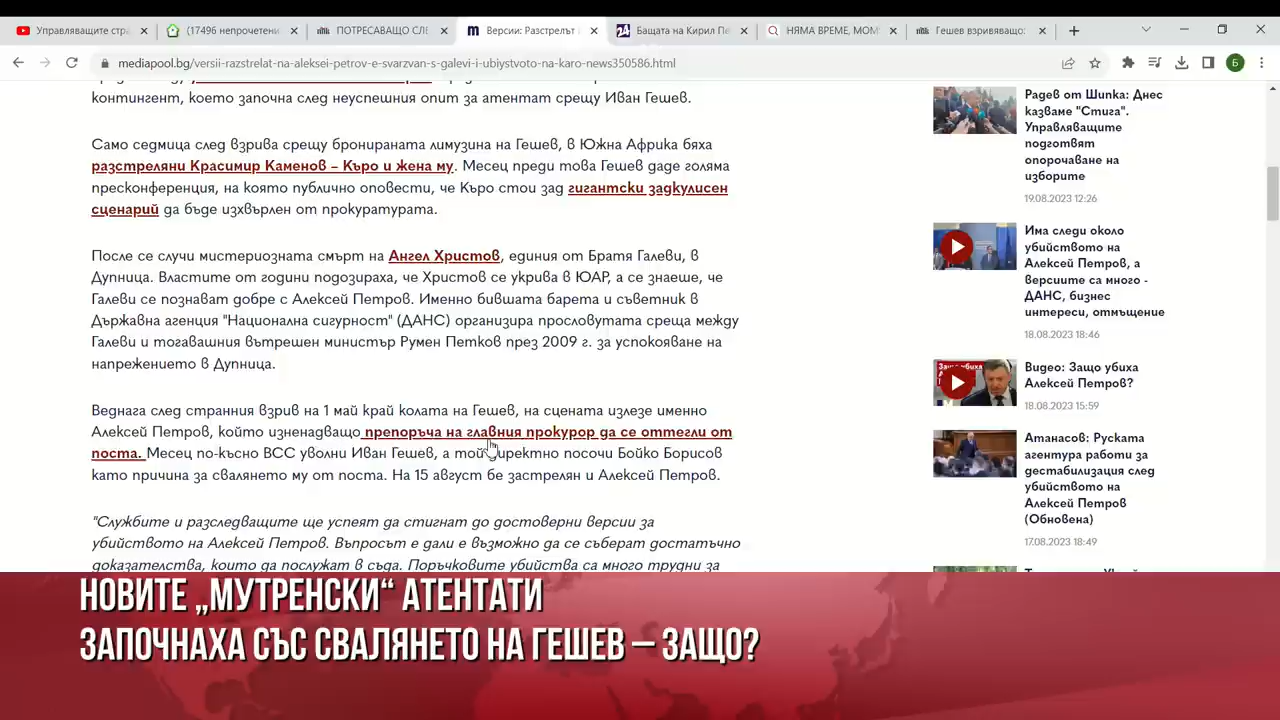 Управляващите стра
(17496 непрочетени
ПОТРЕСАВАЩО СЛЕ
Версии: Разстрелът
Бащата на Кирил Пе
НЯМА ВРЕМЕ, МОМ
Гешев взривяващо:
mediapool.bg/versii-razstrelat-na-aleksei-petrov-e-svarzvan-s-galevi-i-ubiystvoto-na-karo-news350586.html
контингент, което започна след неуспешния опит за атентат срещу Иван Гешев.
Само седмица след взрива срещу бронираната лимузина на Гешев, в Южна Африка бяха
разстреляни Красимир Каменов – Къро и жена му. Месец преди това Гешев даде голяма
пресконференция, на която публично оповести, че Къро стои зад гигантски задкулисен
сценарий да бъде изхвърлен от прокуратурата.
После се случи мистериозната смърт на Ангел Христов, единия от Братя Галеви, в
Дупница. Властите от години подозираха, че Христов се укрива в ЮАР, а се знаеше, че
Галеви се познават добре с Алексей Петров. Именно бившата барета и съветник в
Държавна агенция "Национална сигурност" (ДАНС) организира прословутата среща между
Галеви и тогавашния вътрешен министър Румен Петков през 2009 г. за успокояване на
напрежението в Дупница.
Веднага след странния взрив на 1 май край колата на Гешев, на сцената излезе именно
Алексей Петров, който изненадващо препоръча на главния прокурор да се оттегли от
поста. Месец по-късно ВСС уволни Иван Гешев, а той директно посочи Бойко Борисов
като причина за свалянето му от поста. На 15 август бе застрелян и Алексей Петров.
"Службите и разследващите ще успеят да стигнат до достоверни версии за
убийството на Алексей Петров. Въпросът е дали е възможно да се съберат достатъчно
доказателства, които да послужат в съда. Поръчковите убийства са много трудни за
Радев от Шипка: Днес
казваме "Стига".
Управляващите
подготвят
опорочаване на
изборите
19.08.2023 12:26
Има следи около
убийството на
Алексей Петров, а
версиите са много -
ДАНС, бизнес
интереси, отмъщение
18.08.2023 18:46
Видео: Защо убиха
Алексей Петров?
18.08.2023 15:59
Атанасов: Руската
агентура работи за
дестабилизация след
убийството на
Алексей Петров
(Обновена)
17.08.2023 18:49
НОВИТЕ „МУТРЕНСКИ“ АТЕНТАТИ
ЗАПОЧНАХА СЪС СВАЛЯНЕТО НА ГЕШЕВ – ЗАЩО?